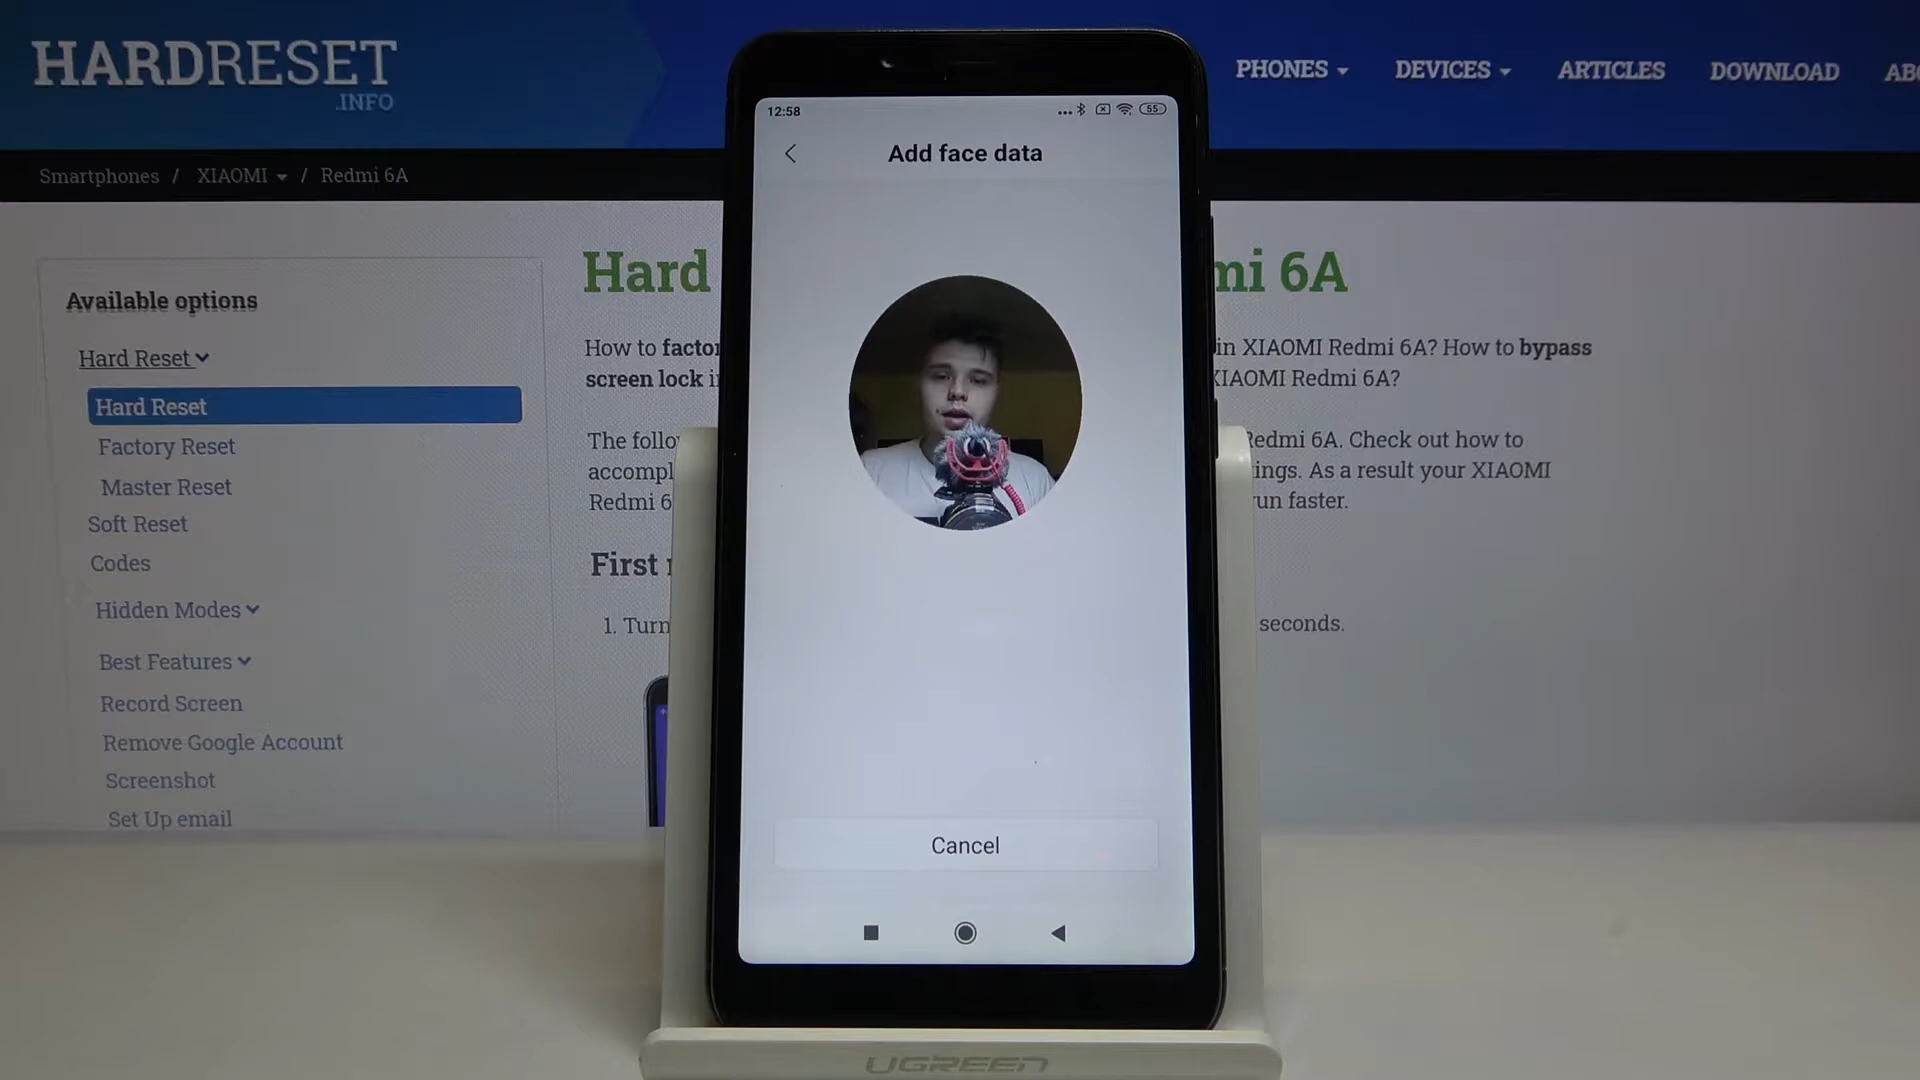 HARDRESET
.INFO
PHONES
DEVICES
ARTICLES
DOWNLOAD
Smartphones / XIAOMI / Redmi 6A
Available options
Hard Reset
Hard Reset
Factory Reset
Master Reset
Soft Reset
Codes
Hidden Modes
Best Features
Record Screen
Remove Google Account
Screenshot
Set Up email
Hard
mi 6A
How to factor
in XIAOMI Redmi 6A? How to bypass
screen lock i
XIAOMI Redmi 6A?
The follo
Redmi 6A. Check out how to
accompl
tings. As a result your XIAOMI
Redmi 6
run faster.
First
1. Turn
seconds.
12:58
55
Add face data
Cancel
UGREEN